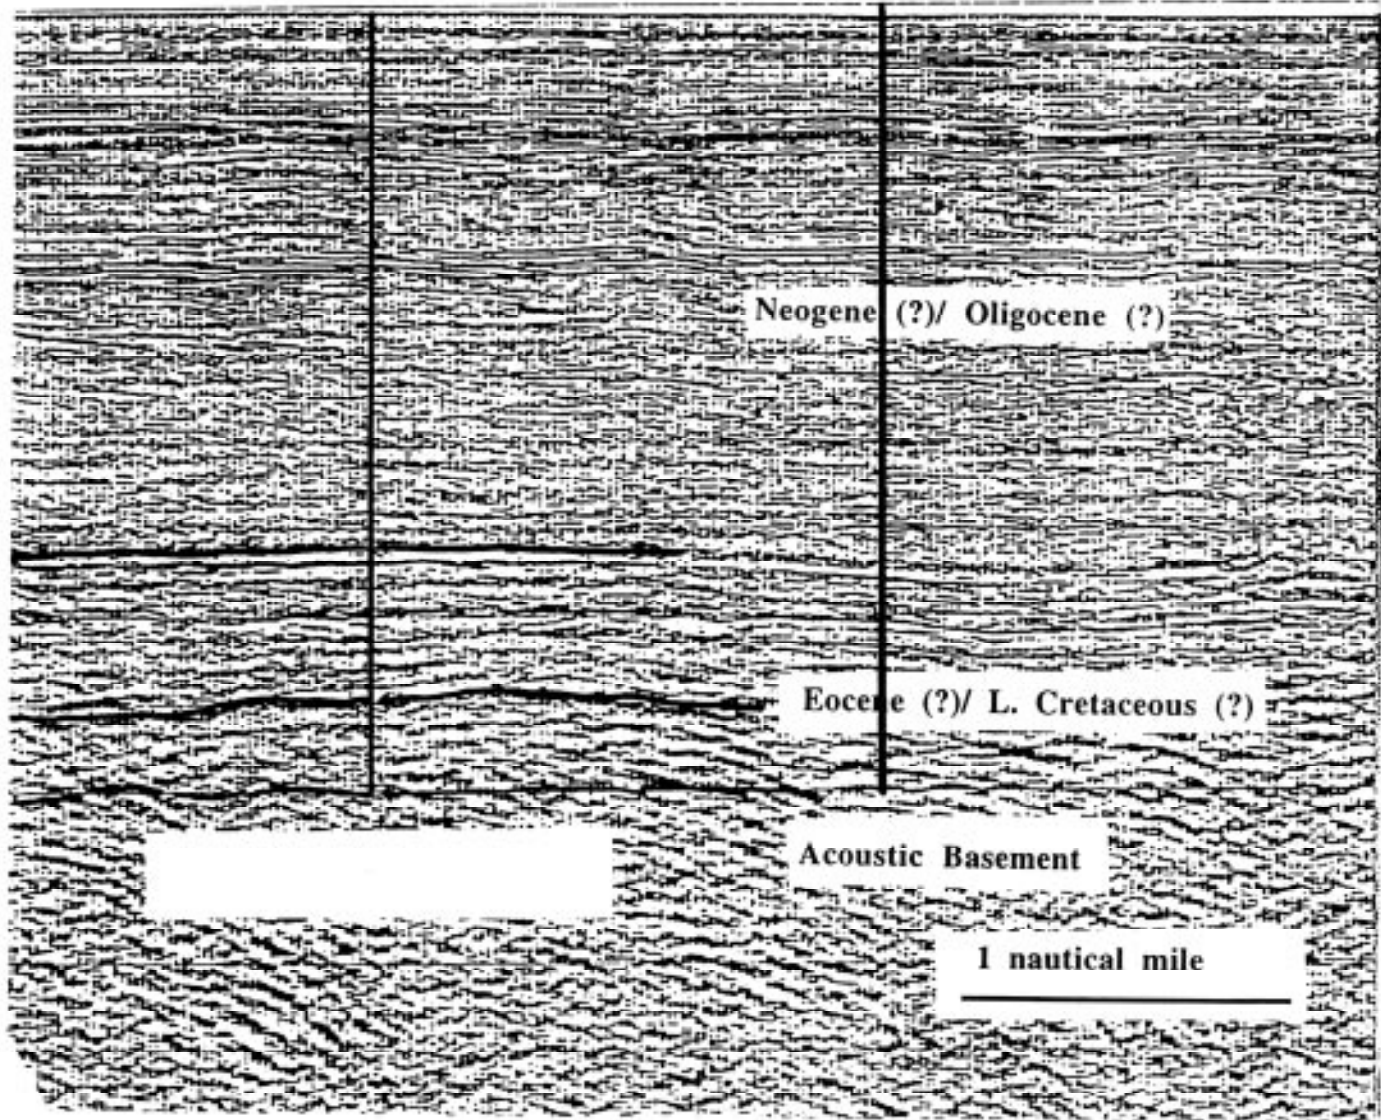 Neogene (?)/ Oligocene (?)
Eocene (?)/ L. Cretaceous (?)
Acoustic Basement
1 nautical mile